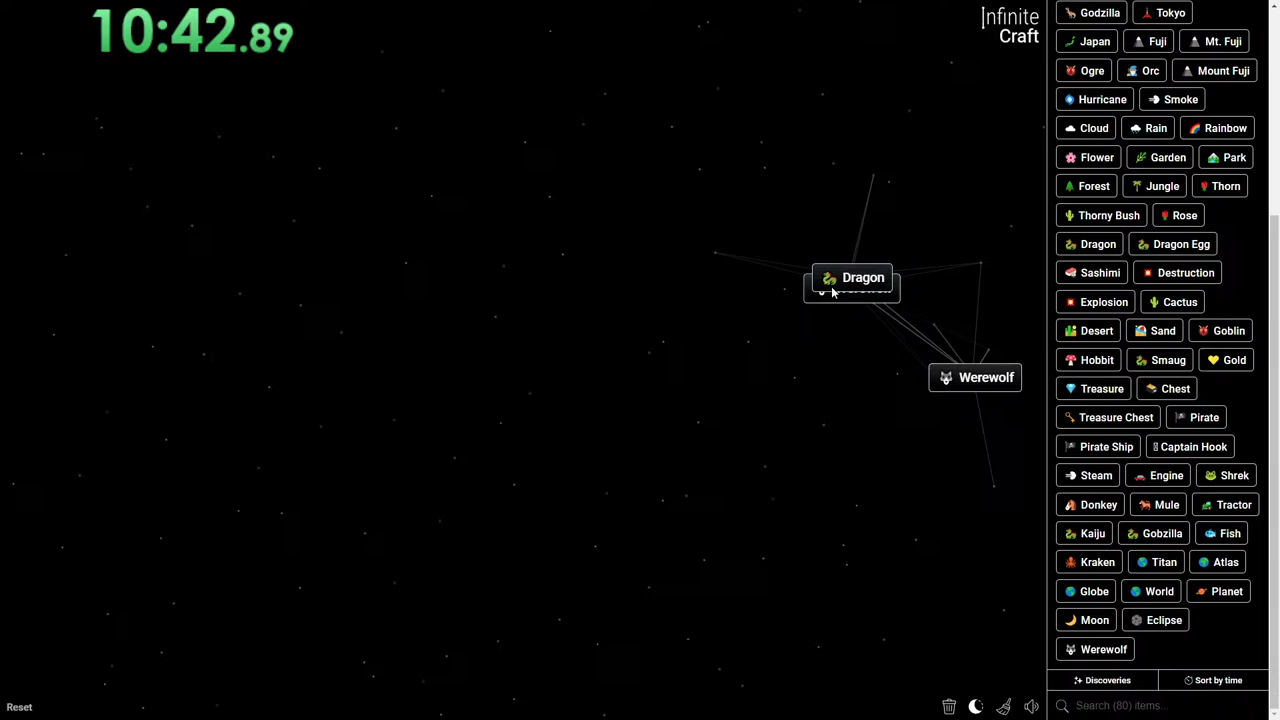 10:42.89
Infinite
Craft
Godzilla
Tokyo
Japan
Fuji
Mt. Fuji
Ogre
Orc
Mount Fuji
Hurricane
Smoke
Cloud
Rain
Rainbow
Flower
Garden
Park
Forest
Jungle
Thorn
Thorny Bush
Rose
Dragon
Dragon Egg
Sashimi
Destruction
Explosion
Cactus
Desert
Sand
Goblin
Hobbit
Smaug
Gold
Treasure
Chest
Treasure Chest
Pirate
Pirate Ship
Captain Hook
Steam
Engine
Shrek
Donkey
Mule
Tractor
Kaiju
Gobzilla
Fish
Kraken
Titan
Atlas
Globe
World
Planet
Moon
Eclipse
Werewolf
Dragon
Werewolf
Discoveries
Sort by time
Search (80) items...
Reset